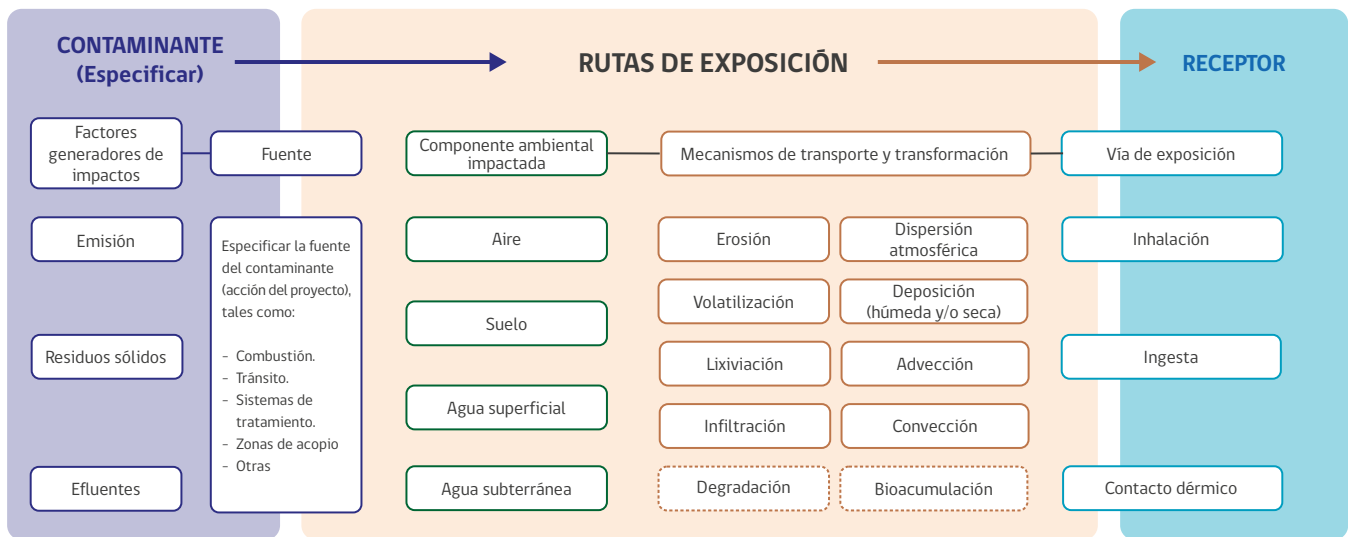 CONTAMINANTE
(Especificar)
RUTAS DE EXPOSICIÓN
RECEPTOR
Factores
generadores de
impactos
Fuente
Componente ambiental
impactada
Mecanismos de transporte y transformación
Vía de exposición
Emisión
Residuos sólidos
Efluentes
Especificar la fuente
del contaminante
(acción del proyecto),
tales como:
- Combustión.
- Tránsito.
- Sistemas de
tratamiento.
- Zonas de acopio
- Otras
Aire
Suelo
Agua superficial
Agua subterránea
Erosión
Dispersión
atmosférica
Volatilización
Deposición
(húmeda y/o seca)
Lixiviación
Advección
Infiltración
Convección
Degradación
Bioacumulación
Inhalación
Ingesta
Contacto dérmico